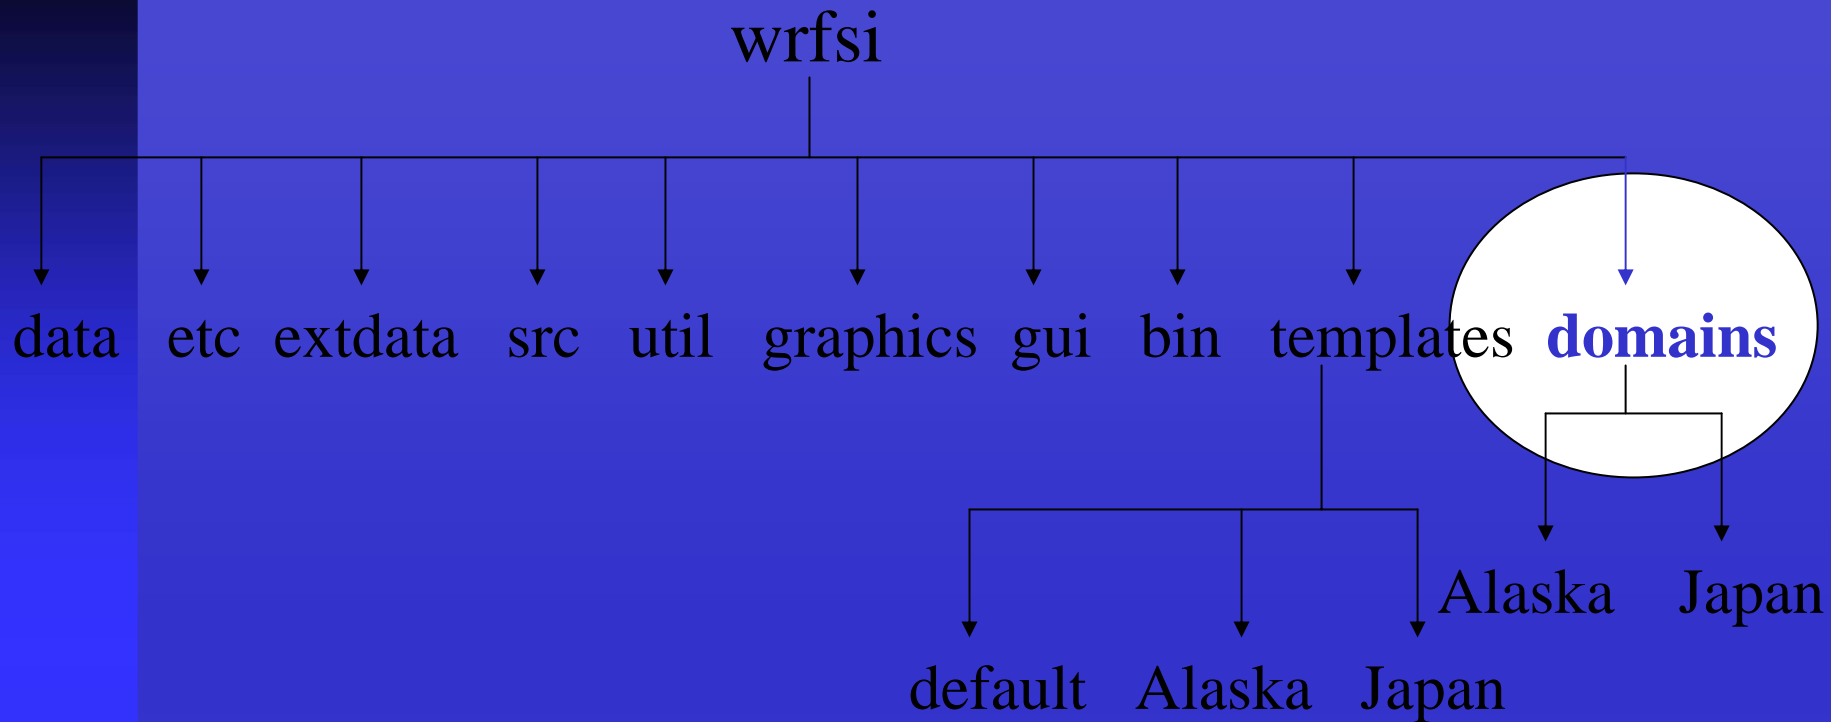 wrfsi
data etc extdata src util graphics gui bin templates domains
Alaska Japan
default Alaska Japan